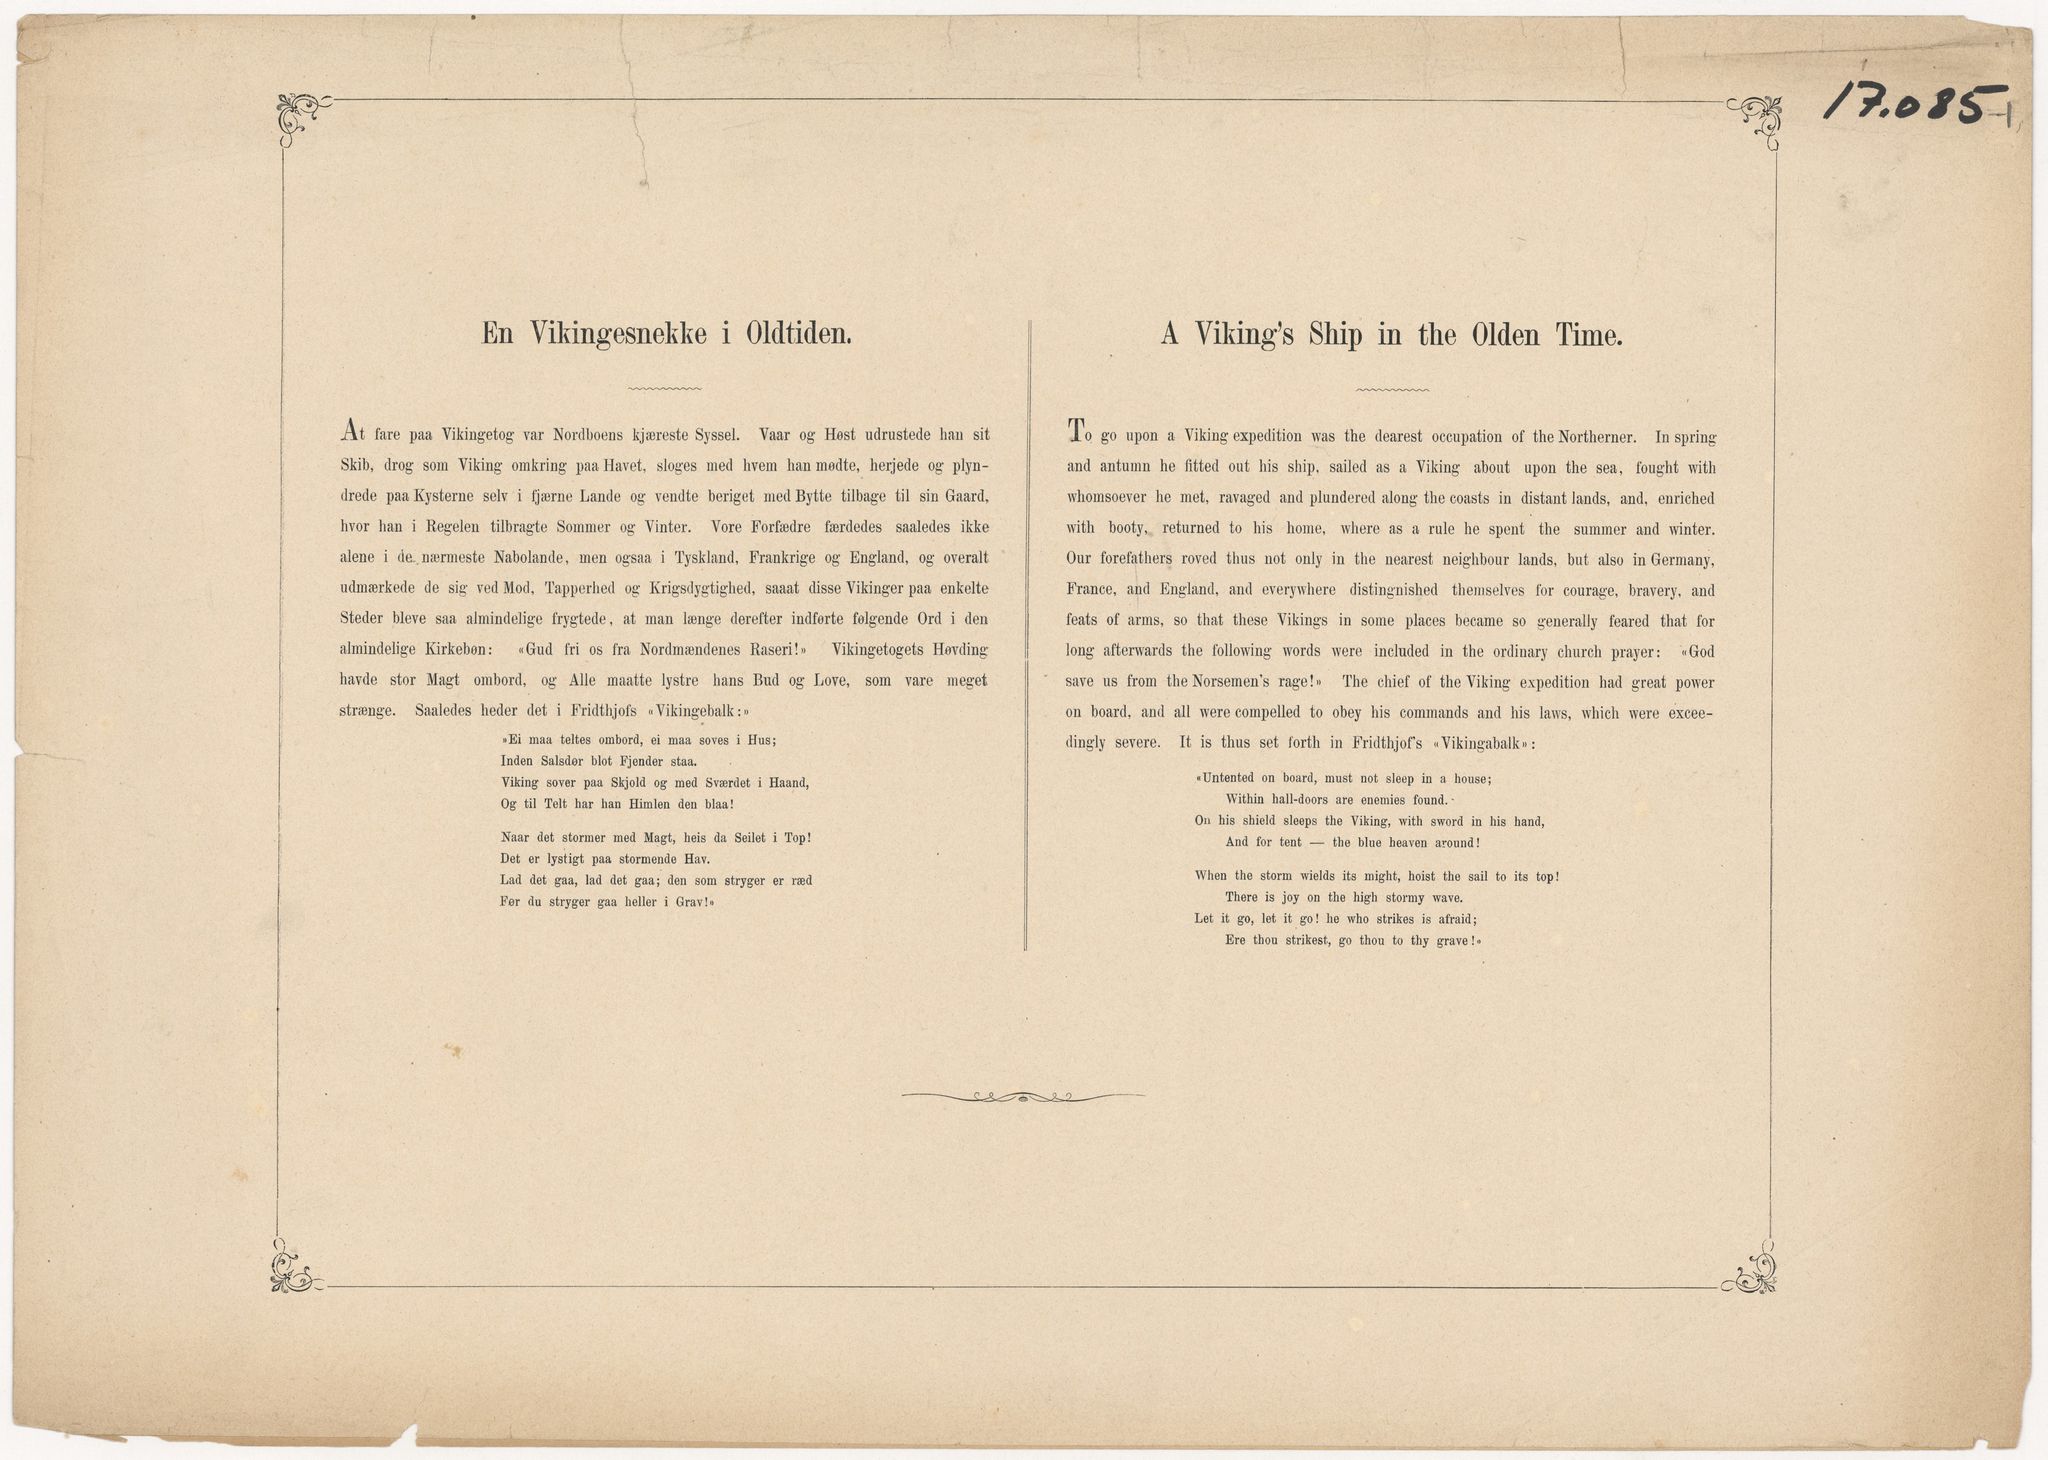 17.085-1
En Vikingesnekke i Oldtiden.
At fare paa Vikingetog var Nordboens kjæreste Syssel. Vaar og Høst udrustede han sit
Skib, drog som Viking omkring paa Havet, sloges med hvem han mødte, herjede og plyn-
drede paa Kysterne selv i fjærne Lande og vendte beriget med Bytte tilbage til sin Gaard,
hvor han i Regelen tilbragte Sommer og Vinter. Vore Forfædre færdedes saaledes ikke
alene i de nærmeste Nabolande, men ogsaa i Tyskland, Frankrige og England, og overalt
udmærkede de sig ved Mod, Tapperhed og Krigsdygtighed, saaat disse Vikinger paa enkelte
Steder bleve saa almindelige frygtede, at man længe derefter indførte følgende Ord i den
almindelige Kirkebøn: «Gud fri os fra Nordmændenes Raseri!» Vikingetogets Høvding
havde stor Magt ombord, og Alle maatte lystre hans Bud og Love, som vare meget
strænge. Saaledes heder det i Fridthjofs «Vikingebalk:»
»Ei maa teltes ombord, ei maa soves i Hus;
Inden Salsdør blot Fjender staa.
Viking sover paa Skjold og med Sværdet i Haand,
Og til Telt har han Himlen den blaa!
Naar det stormer med Magt, heis da Seilet i Top!
Det er lystigt paa stormende Hav.
Lad det gaa, lad det gaa; den som stryger er ræd
Før du stryger gaa heller i Grav!»
A Viking's Ship in the Olden Time.
To go upon a Viking expedition was the dearest occupation of the Northerner. In spring
and antumn he fitted out his ship, sailed as a Viking about upon the sea, fought with
whomsoever he met, ravaged and plundered along the coasts in distant lands, and, enriched
with booty, returned to his home, where as a rule he spent the summer and winter.
Our forefathers roved thus not only in the nearest neighbour lands, but also in Germany,
France, and England, and everywhere distingnished themselves for courage, bravery, and
feats of arms, so that these Vikings in some places became so generally feared that for
long afterwards the following words were included in the ordinary church prayer: «God
save us from the Norsemen's rage!» The chief of the Viking expedition had great power
on board, and all were compelled to obey his commands and his laws, which were excee-
dingly severe. It is thus set forth in Fridthjof's «Vikingabalk»:
«Untented on board, must not sleep in a house;
Within hall-doors are enemies found.
On his shield sleeps the Viking, with sword in his hand,
And for tent — the blue heaven around!
When the storm wields its might, hoist the sail to its top!
There is joy on the high stormy wave.
Let it go, let it go! he who strikes is afraid;
Ere thou strikest, go thou to thy grave!»